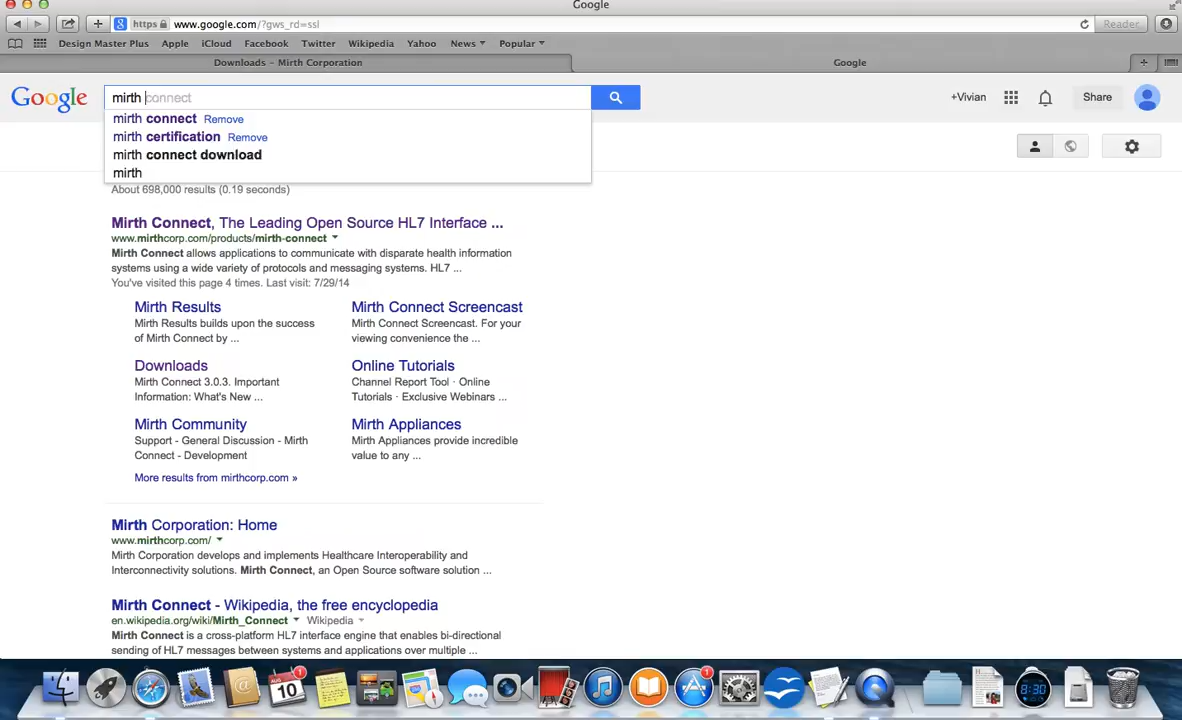 Google
https www.google.com/?gws_rd=ssl
Reader
Design Master Plus Apple iCloud Facebook Twitter Wikipedia Yahoo News Popular
Downloads – Mirth Corporation
Google
Google
mirth connect
+Vivian
Share
mirth connect Remove
mirth certification Remove
mirth connect download
mirth
About 698,000 results (0.19 seconds)
Mirth Connect, The Leading Open Source HL7 Interface ...
www.mirthcorp.com/products/mirth-connect
Mirth Connect allows applications to communicate with disparate health information
systems using a wide variety of protocols and messaging systems. HL7 ...
You've visited this page 4 times. Last visit: 7/29/14
Mirth Results
Mirth Results builds upon the success
of Mirth Connect by ...
Mirth Connect Screencast
Mirth Connect Screencast. For your
viewing convenience the ...
Downloads
Mirth Connect 3.0.3. Important
Information: What's New ...
Online Tutorials
Channel Report Tool · Online
Tutorials · Exclusive Webinars ...
Mirth Community
Support - General Discussion - Mirth
Connect - Development
Mirth Appliances
Mirth Appliances provide incredible
value to any ...
More results from mirthcorp.com »
Mirth Corporation: Home
www.mirthcorp.com/
Mirth Corporation develops and implements Healthcare Interoperability and
Interconnectivity solutions. Mirth Connect, an Open Source software solution ...
Mirth Connect - Wikipedia, the free encyclopedia
en.wikipedia.org/wiki/Mirth_Connect Wikipedia
Mirth Connect is a cross-platform HL7 interface engine that enables bi-directional
sending of HL7 messages between systems and applications over multiple ...
AUG
10
1
1
8:30